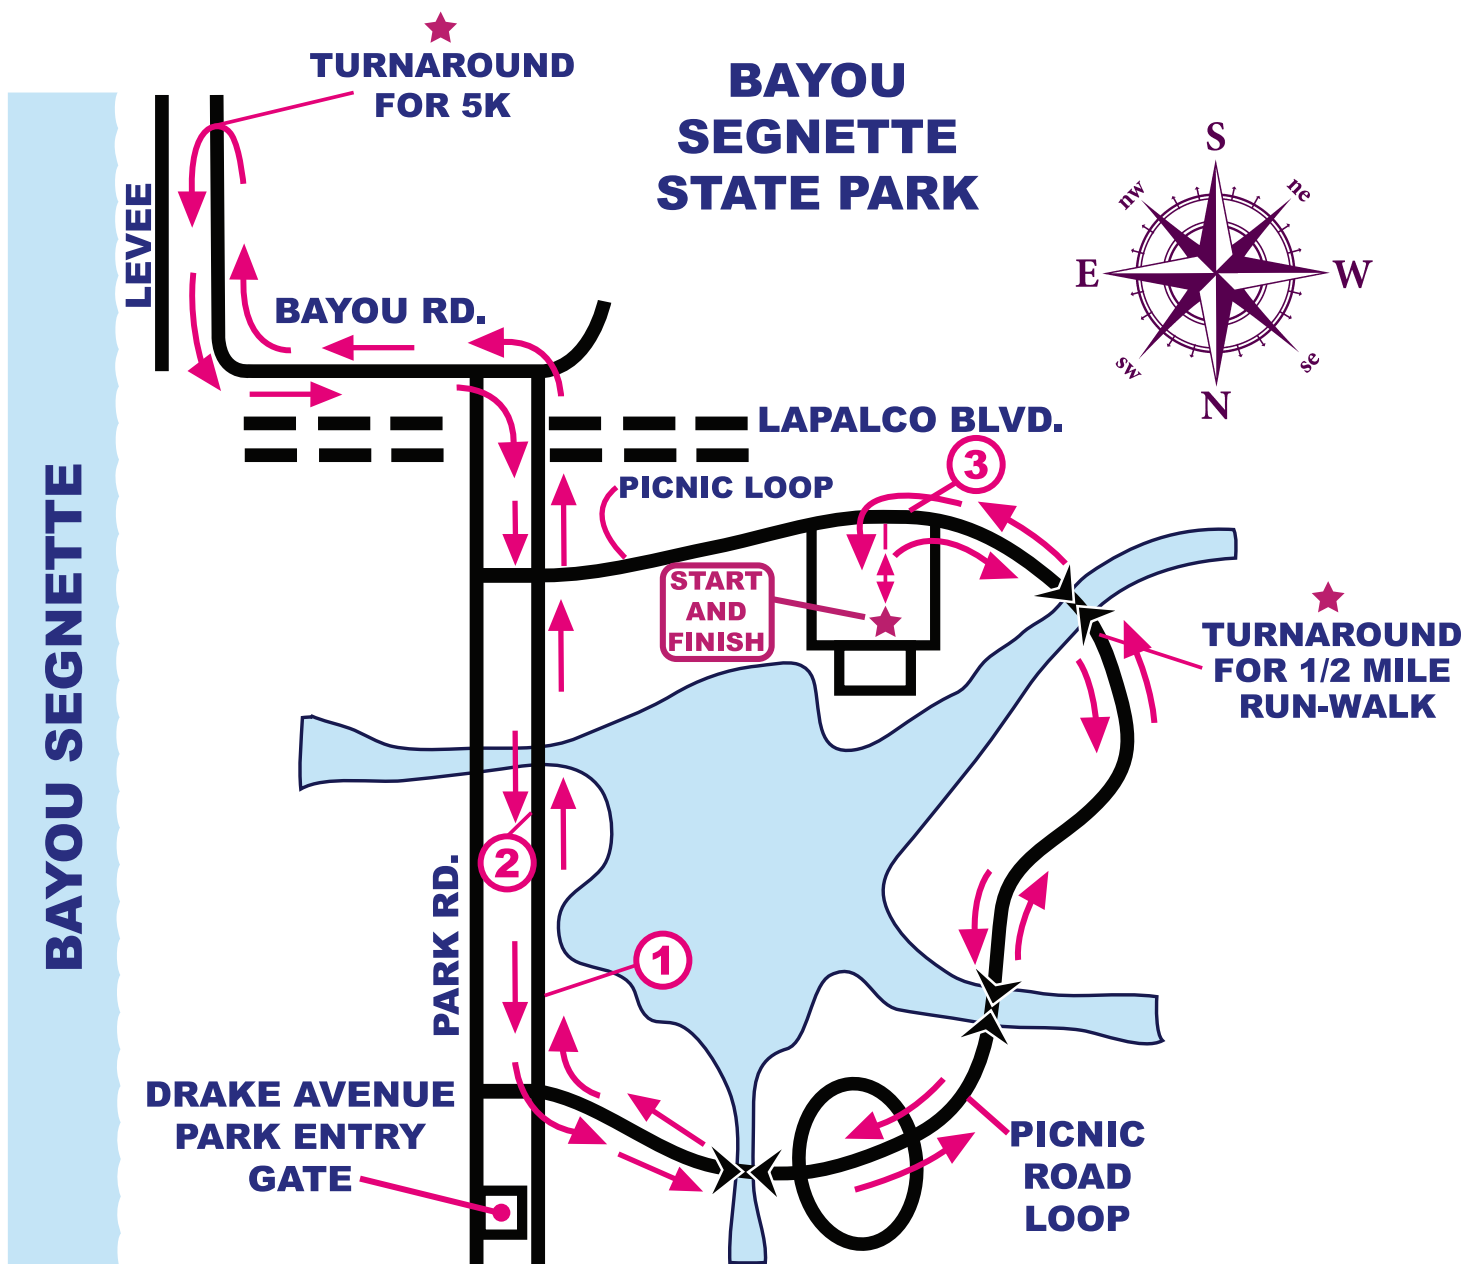 TURNAROUND
FOR 5K
BAYOU
SEGNETTE
STATE PARK
S
nw
ne
E
W
sw
se
N
LEVEE
BAYOU RD.
LAPALCO BLVD.
3
PICNIC LOOP
START
AND
FINISH
TURNAROUND
FOR 1/2 MILE
RUN-WALK
BAYOU SEGNETTE
2
PARK RD.
1
DRAKE AVENUE
PARK ENTRY
GATE
PICNIC
ROAD
LOOP